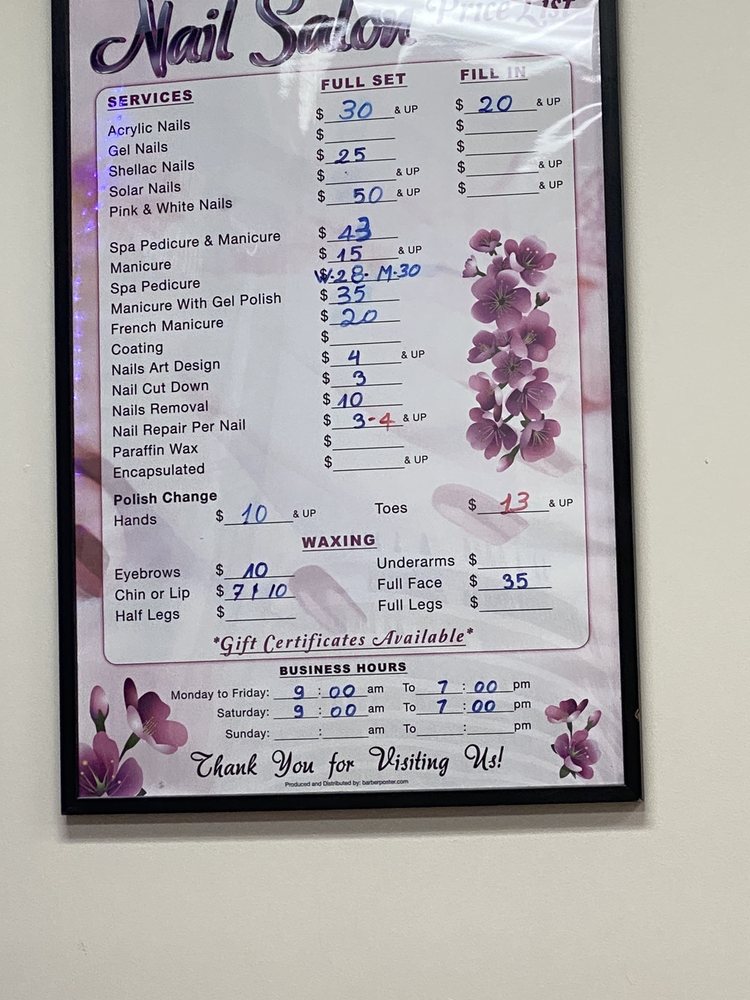 Nail Salon Price List
SERVICES FULL SET FILL IN
Acrylic Nails $ 30 & UP $ 20 & UP
Gel Nails $ $
Shellac Nails $ 25 $
Solar Nails $ & UP $ & UP
Pink & White Nails $ 50 & UP $ & UP
Spa Pedicure & Manicure $ 43
Manicure $ 15 & UP
Spa Pedicure $ W-28- M-30
Manicure With Gel Polish $ 35
French Manicure $ 20
Coating $
Nails Art Design $ 4 & UP
Nail Cut Down $ 3
Nails Removal $ 10
Nail Repair Per Nail $ 3-4 & UP
Paraffin Wax $
Encapsulated $ & UP
Polish Change
Hands $ 10 & UP Toes $ 13 & UP
WAXING
Eyebrows $ 10 Underarms $
Chin or Lip $ 7 / 10 Full Face $ 35
Half Legs $ Full Legs $
*Gift Certificates Available*
BUSINESS HOURS
Monday to Friday: 9 : 00 am To 7 : 00 pm
Saturday: 9 : 00 am To 7 : 00 pm
Sunday: : am To : pm
Thank You for Visiting Us!
Produced and Distributed by: barberposter.com